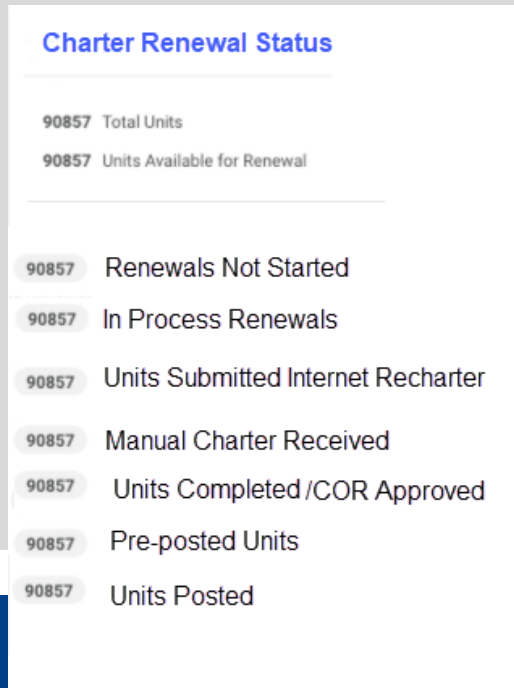 Charter Renewal Status
90857 Total Units
90857 Units Available for Renewal
90857 Renewals Not Started
90857 In Process Renewals
90857 Units Submitted Internet Recharter
90857 Manual Charter Received
90857 Units Completed /COR Approved
90857 Pre-posted Units
90857 Units Posted